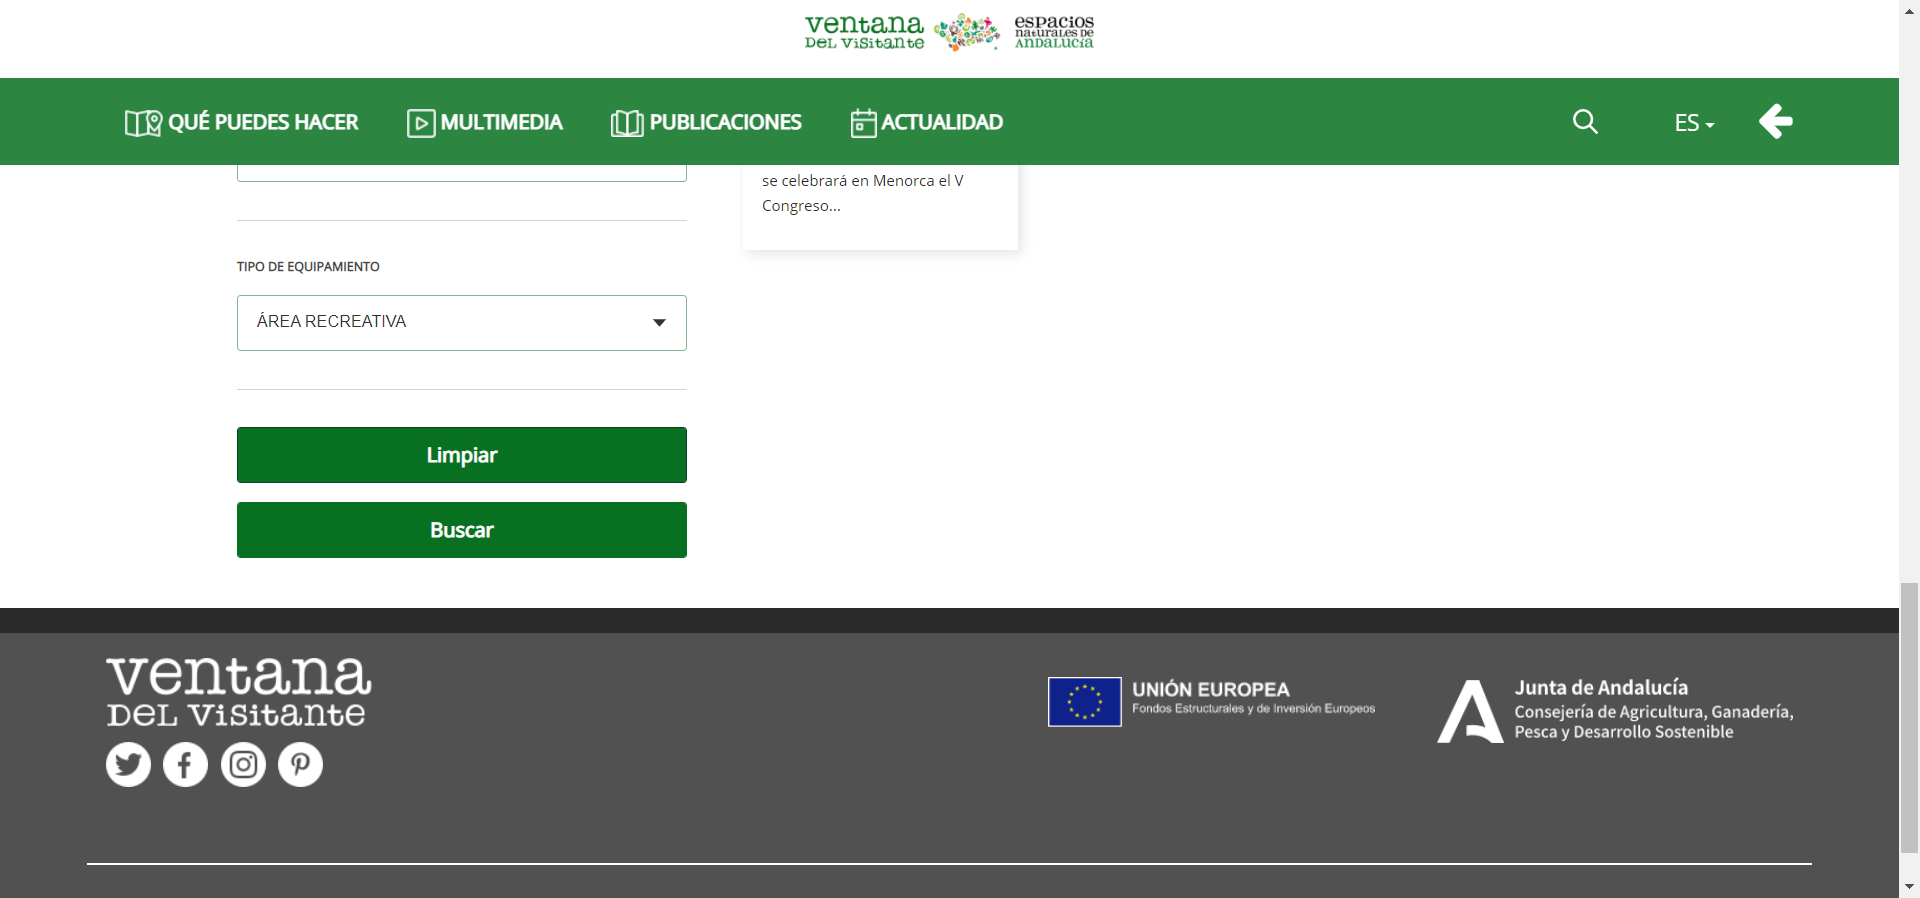 ventana
DEL VISITANTE
espacios
naturales de
ANDALUCÍA
QUÉ PUEDES HACER
MULTIMEDIA
PUBLICACIONES
ACTUALIDAD
ES
se celebrará en Menorca el V
Congreso...
TIPO DE EQUIPAMIENTO
ÁREA RECREATIVA
Limpiar
Buscar
ventana
DEL VISITANTE
UNIÓN EUROPEA
Fondos Estructurales y de Inversión Europeos
Junta de Andalucía
Consejería de Agricultura, Ganadería,
Pesca y Desarrollo Sostenible